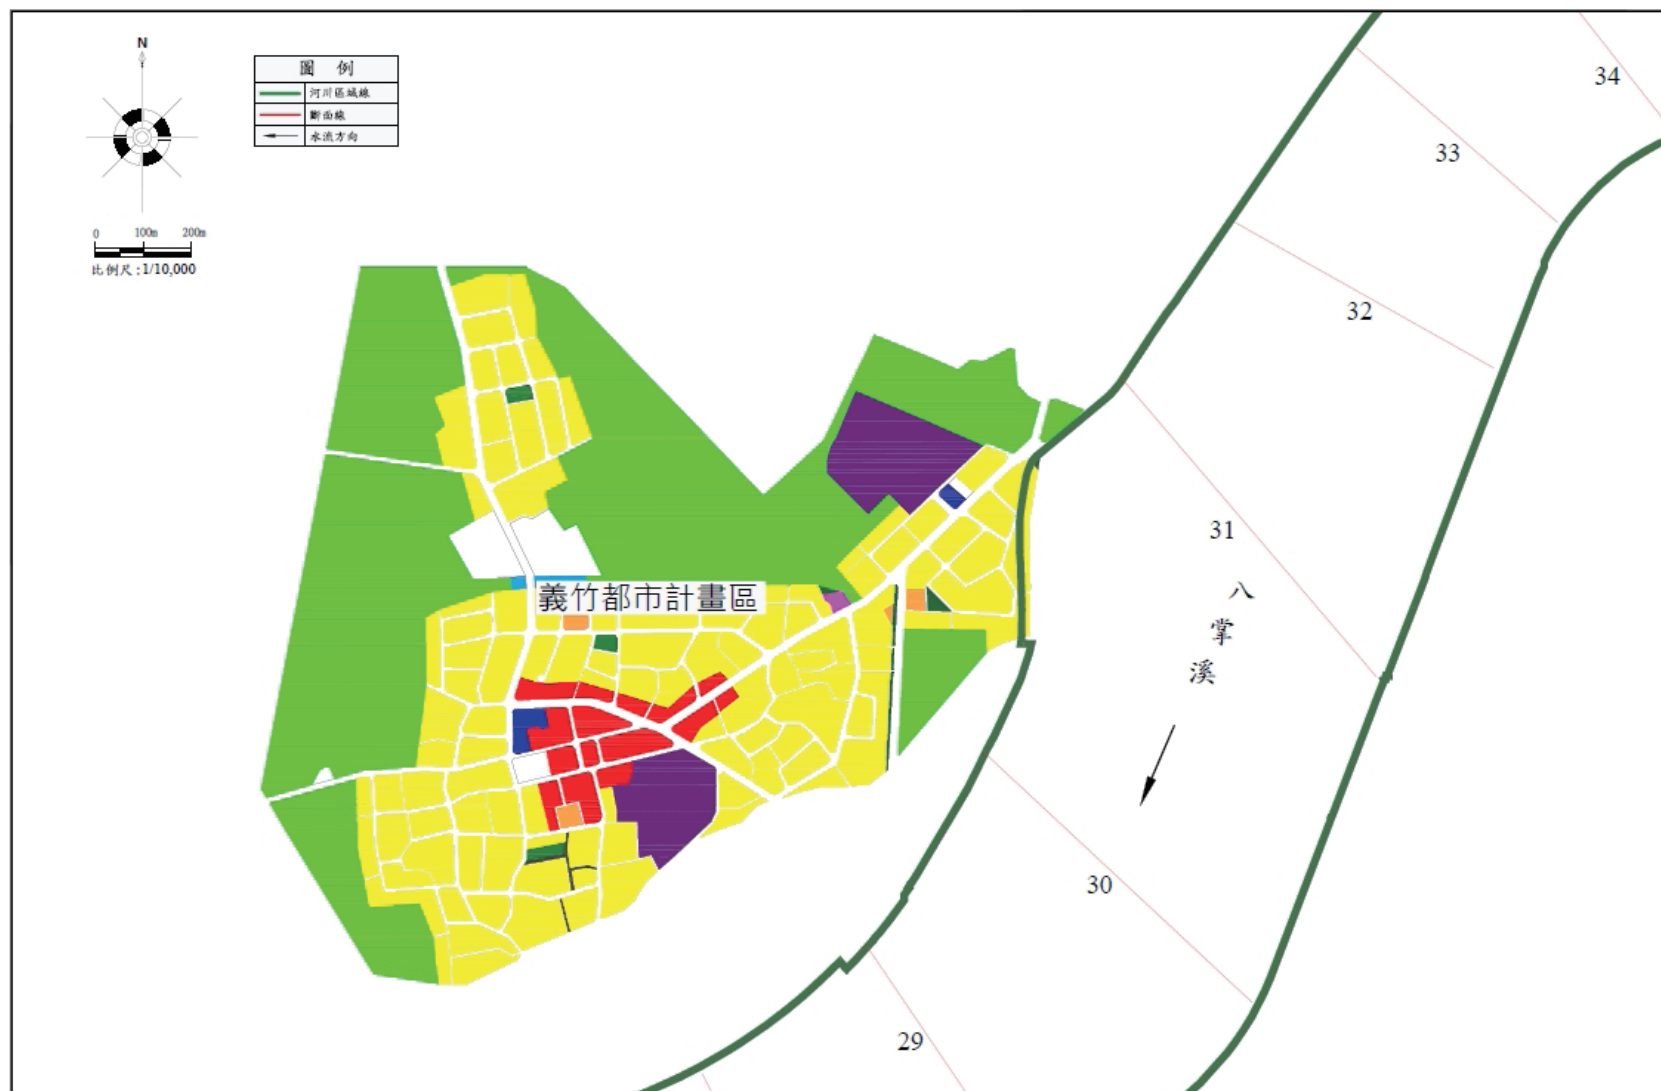 N
圖 例
河川區域線
斷面線
水流方向
0 100m 200m
比例尺:1/10,000
34
33
32
31
八掌溪
義竹都市計畫區
30
29